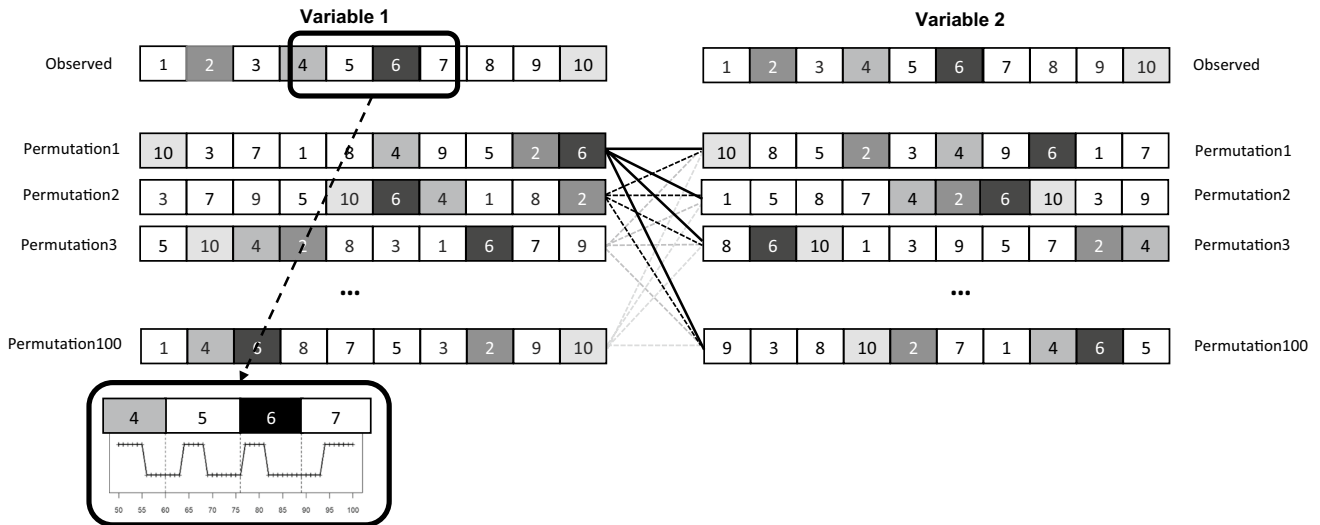 Variable 1 Variable 2
Observed 1 2 3 4 5 6 7 8 9 10 1 2 3 4 5 6 7 8 9 10 Observed
Permutation1 10 3 7 1 8 4 9 5 2 6 10 8 5 2 3 4 9 6 1 7 Permutation1
Permutation2 3 7 9 5 10 6 4 1 8 2 1 5 8 7 4 2 6 10 3 9 Permutation2
Permutation3 5 10 4 2 8 3 1 6 7 9 8 6 10 1 3 9 5 7 2 4 Permutation3
... ...
Permutation100 1 4 6 8 7 5 3 2 9 10 9 3 8 10 2 7 1 4 6 5 Permutation100
4 5 6 7
50 55 60 65 70 75 80 85 90 95 100